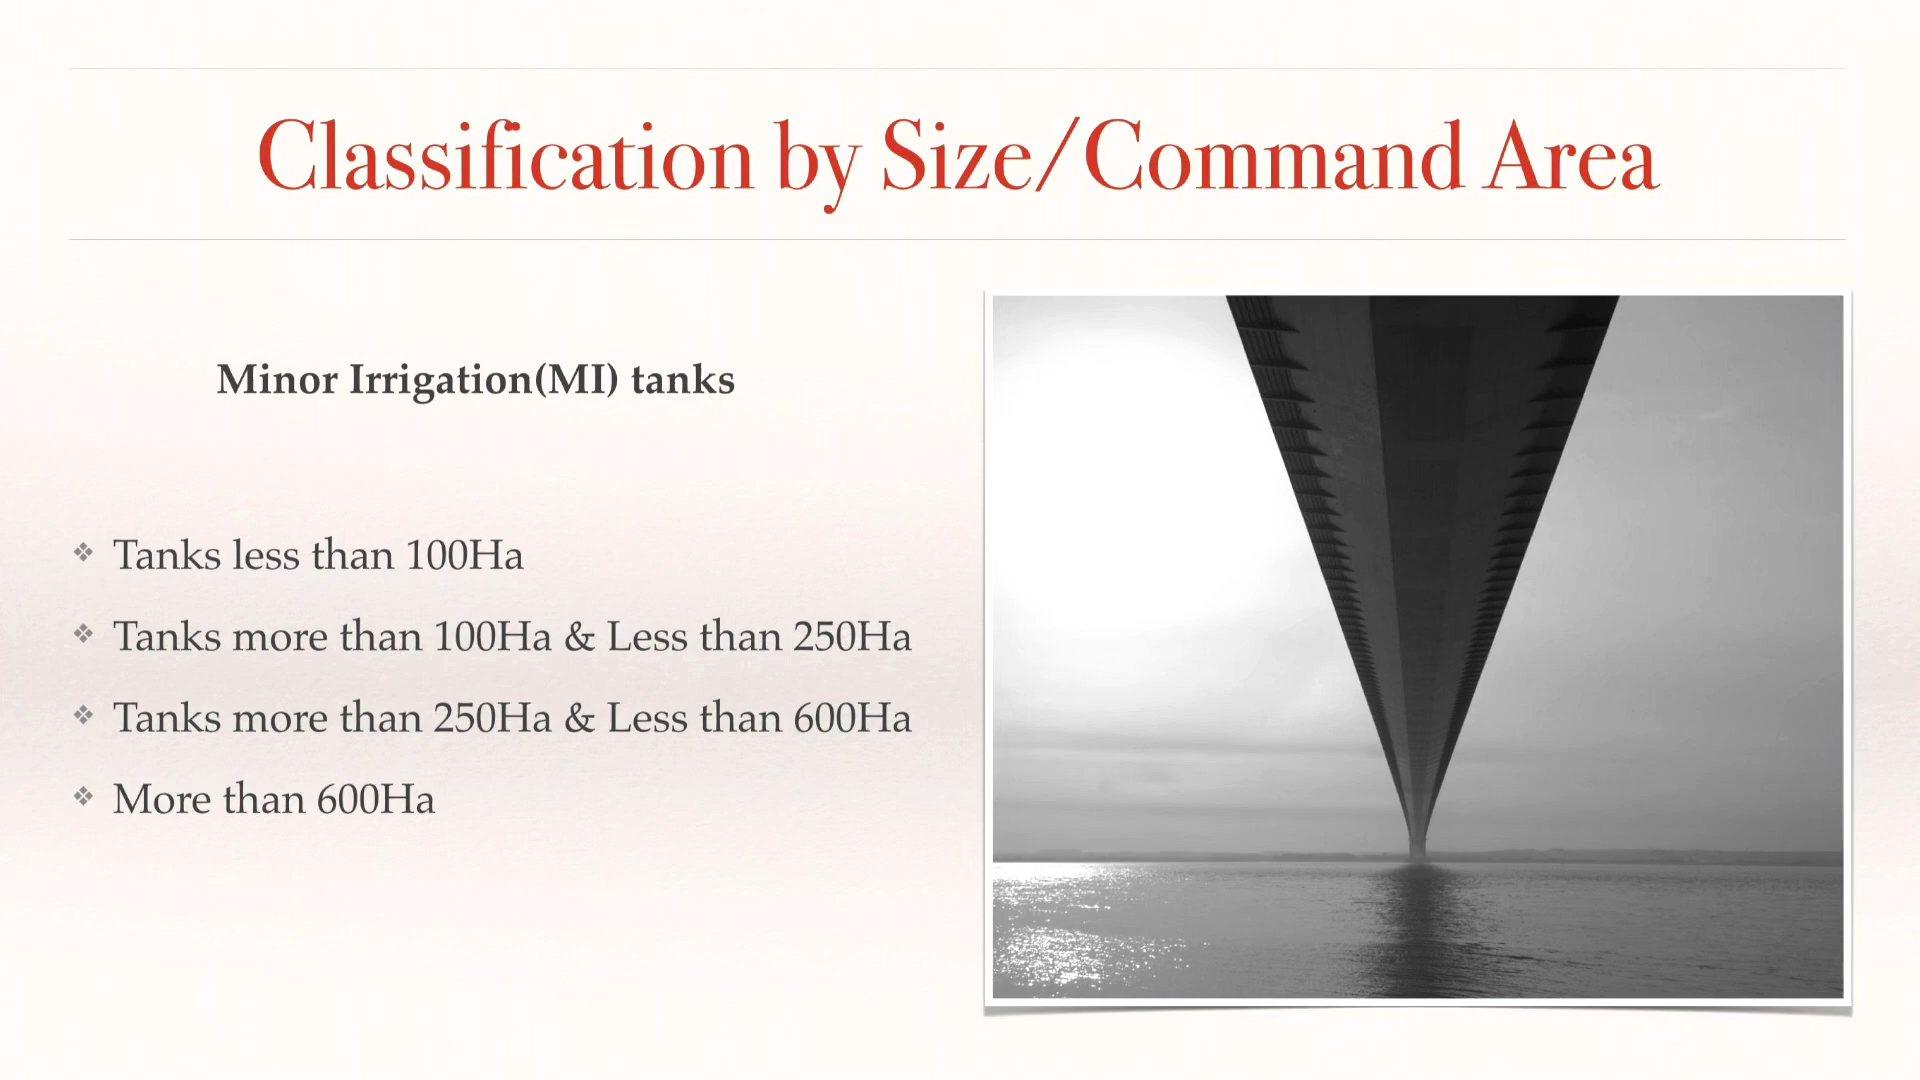 Classification by Size/Command Area
Minor Irrigation(MI) tanks
❖ Tanks less than 100Ha
❖ Tanks more than 100Ha & Less than 250Ha
❖ Tanks more than 250Ha & Less than 600Ha
❖ More than 600Ha